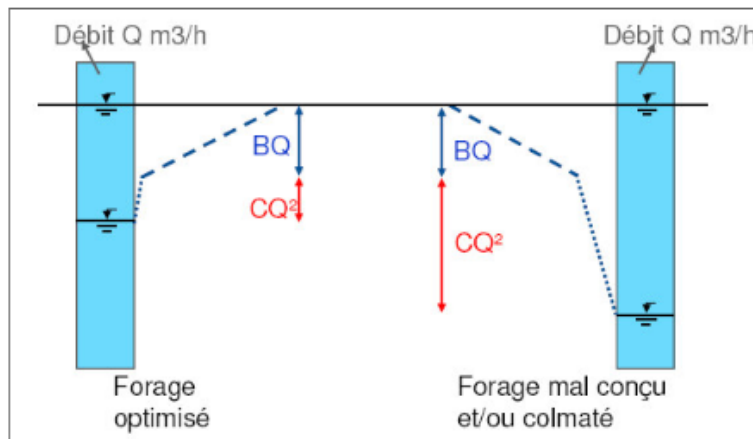 Débit Q m3/h
Débit Q m3/h
BQ
BQ
CQ²
CQ²
Forage
optimisé
Forage mal conçu
et/ou colmaté